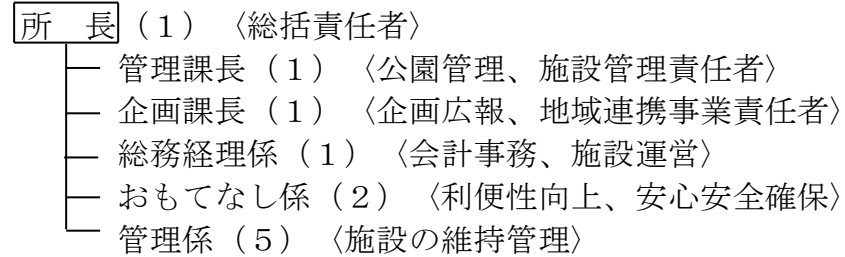 所　長（１）〈総括責任者〉
管理課長（１）〈公園管理、施設管理責任者〉
企画課長（１）〈企画広報、地域連携事業責任者〉
総務経理係（１）〈会計事務、施設運営〉
おもてなし係（２）〈利便性向上、安心安全確保〉
管理係（５）〈施設の維持管理〉